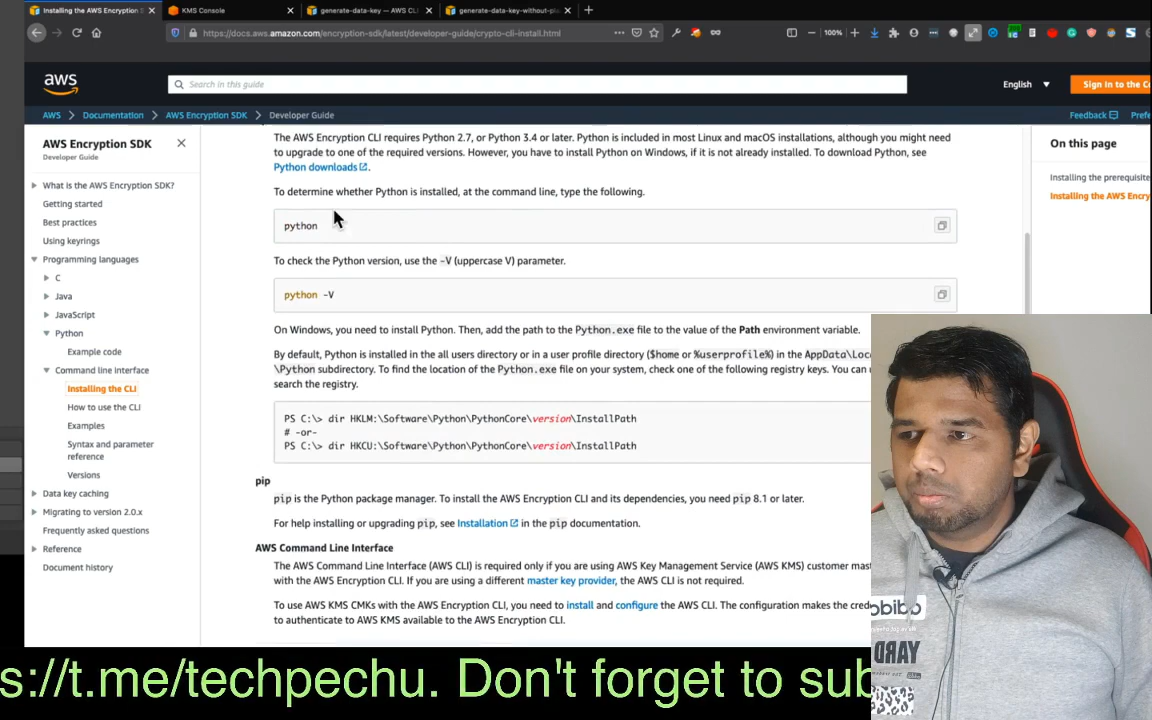 Installing the AWS Encryption S
KMS Console
generate-data-key — AWS CL
generate-data-key-without-pla
https://docs.aws.amazon.com/encryption-sdk/latest/developer-guide/crypto-cli-install.html
100%
aws
Search in this guide
English
Sign In to the Co
AWS > Documentation > AWS Encryption SDK > Developer Guide
Feedback
Prefe
AWS Encryption SDK
Developer Guide
What is the AWS Encryption SDK?
Getting started
Best practices
Using keyrings
Programming languages
C
Java
JavaScript
Python
Example code
Command line interface
Installing the CLI
How to use the CLI
Examples
Syntax and parameter
reference
Versions
Data key caching
Migrating to version 2.0.x
Frequently asked questions
Reference
Document history
The AWS Encryption CLI requires Python 2.7, or Python 3.4 or later. Python is included in most Linux and macOS installations, although you might need
to upgrade to one of the required versions. However, you have to install Python on Windows, if it is not already installed. To download Python, see
Python downloads.
To determine whether Python is installed, at the command line, type the following.
python
To check the Python version, use the -V (uppercase V) parameter.
python -V
On Windows, you need to install Python. Then, add the path to the Python.exe file to the value of the Path environment variable.
By default, Python is installed in the all users directory or in a user profile directory ($home or %userprofile%) in the AppData\Loc
\Python subdirectory. To find the location of the Python.exe file on your system, check one of the following registry keys. You can
search the registry.
PS C:\> dir HKLM:\Software\Python\PythonCore\version\InstallPath
# -or-
PS C:\> dir HKCU:\Software\Python\PythonCore\version\InstallPath
pip
pip is the Python package manager. To install the AWS Encryption CLI and its dependencies, you need pip 8.1 or later.
For help installing or upgrading pip, see Installation in the pip documentation.
AWS Command Line Interface
The AWS Command Line Interface (AWS CLI) is required only if you are using AWS Key Management Service (AWS KMS) customer mas
with the AWS Encryption CLI. If you are using a different master key provider, the AWS CLI is not required.
To use AWS KMS CMKs with the AWS Encryption CLI, you need to install and configure the AWS CLI. The configuration makes the cred
to authenticate to AWS KMS available to the AWS Encryption CLI.
On this page
Installing the prerequisite
Installing the AWS Encry
obibo
YARD
s://t.me/techpechu. Don't forget to sub